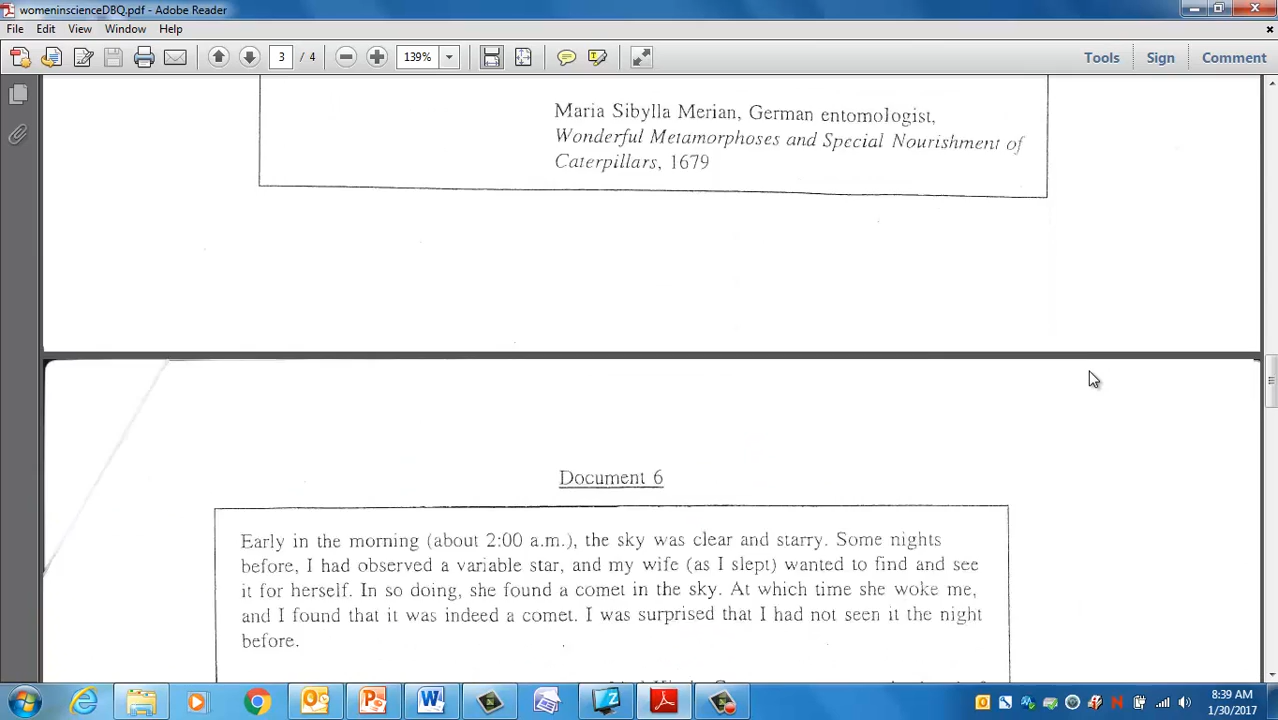 womeninscienceDBQ.pdf - Adobe Reader
File Edit View Window Help
3 / 4 139% Tools Sign Comment
Maria Sibylla Merian, German entomologist,
Wonderful Metamorphoses and Special Nourishment of
Caterpillars, 1679
Document 6
Early in the morning (about 2:00 a.m.), the sky was clear and starry. Some nights
before, I had observed a variable star, and my wife (as I slept) wanted to find and see
it for herself. In so doing, she found a comet in the sky. At which time she woke me,
and I found that it was indeed a comet. I was surprised that I had not seen it the night
before.
8:39 AM
1/30/2017